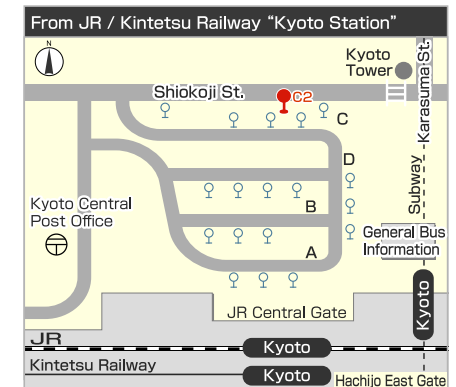 From JR / Kintetsu Railway “Kyoto Station”
Kyoto
Tower
Karasuma St.
Shiokoji St.
C2
C
D
Subway
Kyoto Central
Post Office
B
General Bus
Information
A
Kyoto
JR Central Gate
JR
Kyoto
Kintetsu Railway
Kyoto
Hachijo East Gate
N